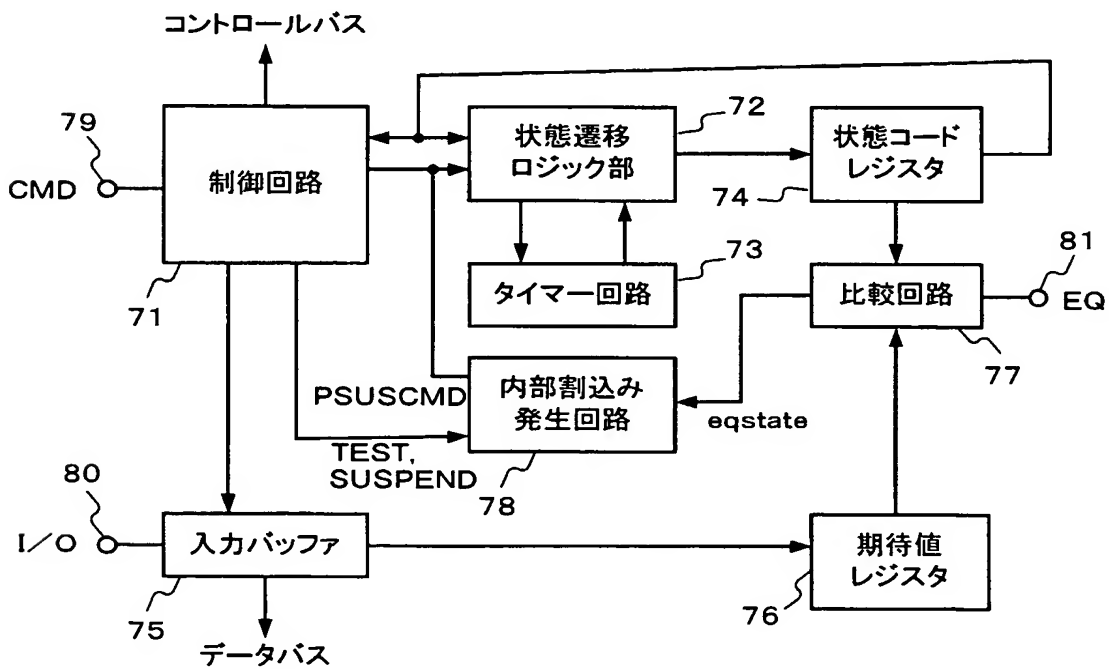 コントロールバス
79
CMD
制御回路
71
状態遷移
ロジック部
72
状態コード
レジスタ
74
タイマー回路
73
比較回路
77
81
EQ
PSUSCMD
内部割込み
発生回路
78
eqstate
TEST,
SUSPEND
80
I/O
入力バッファ
75
データバス
期待値
レジスタ
76